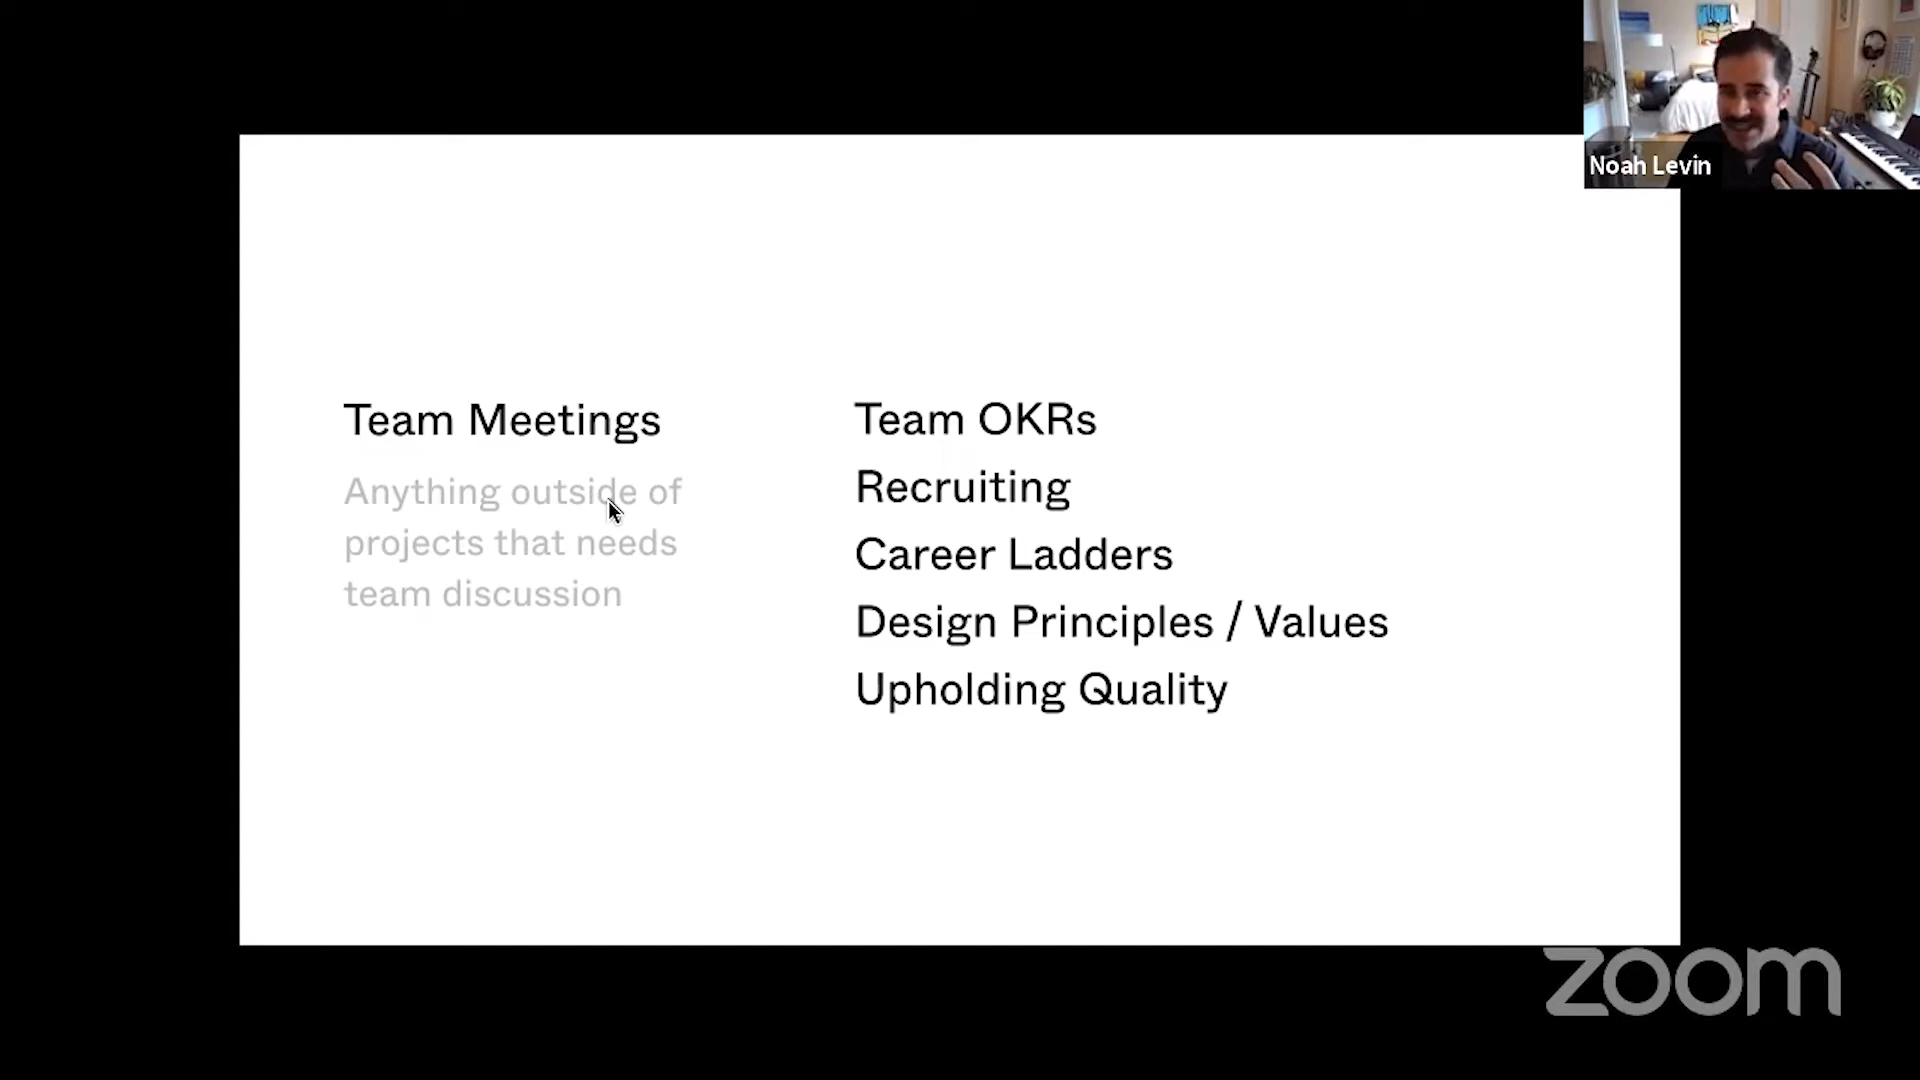 Noah Levin
Team Meetings
Anything outside of
projects that needs
team discussion
Team OKRs
Recruiting
Career Ladders
Design Principles / Values
Upholding Quality
zoom